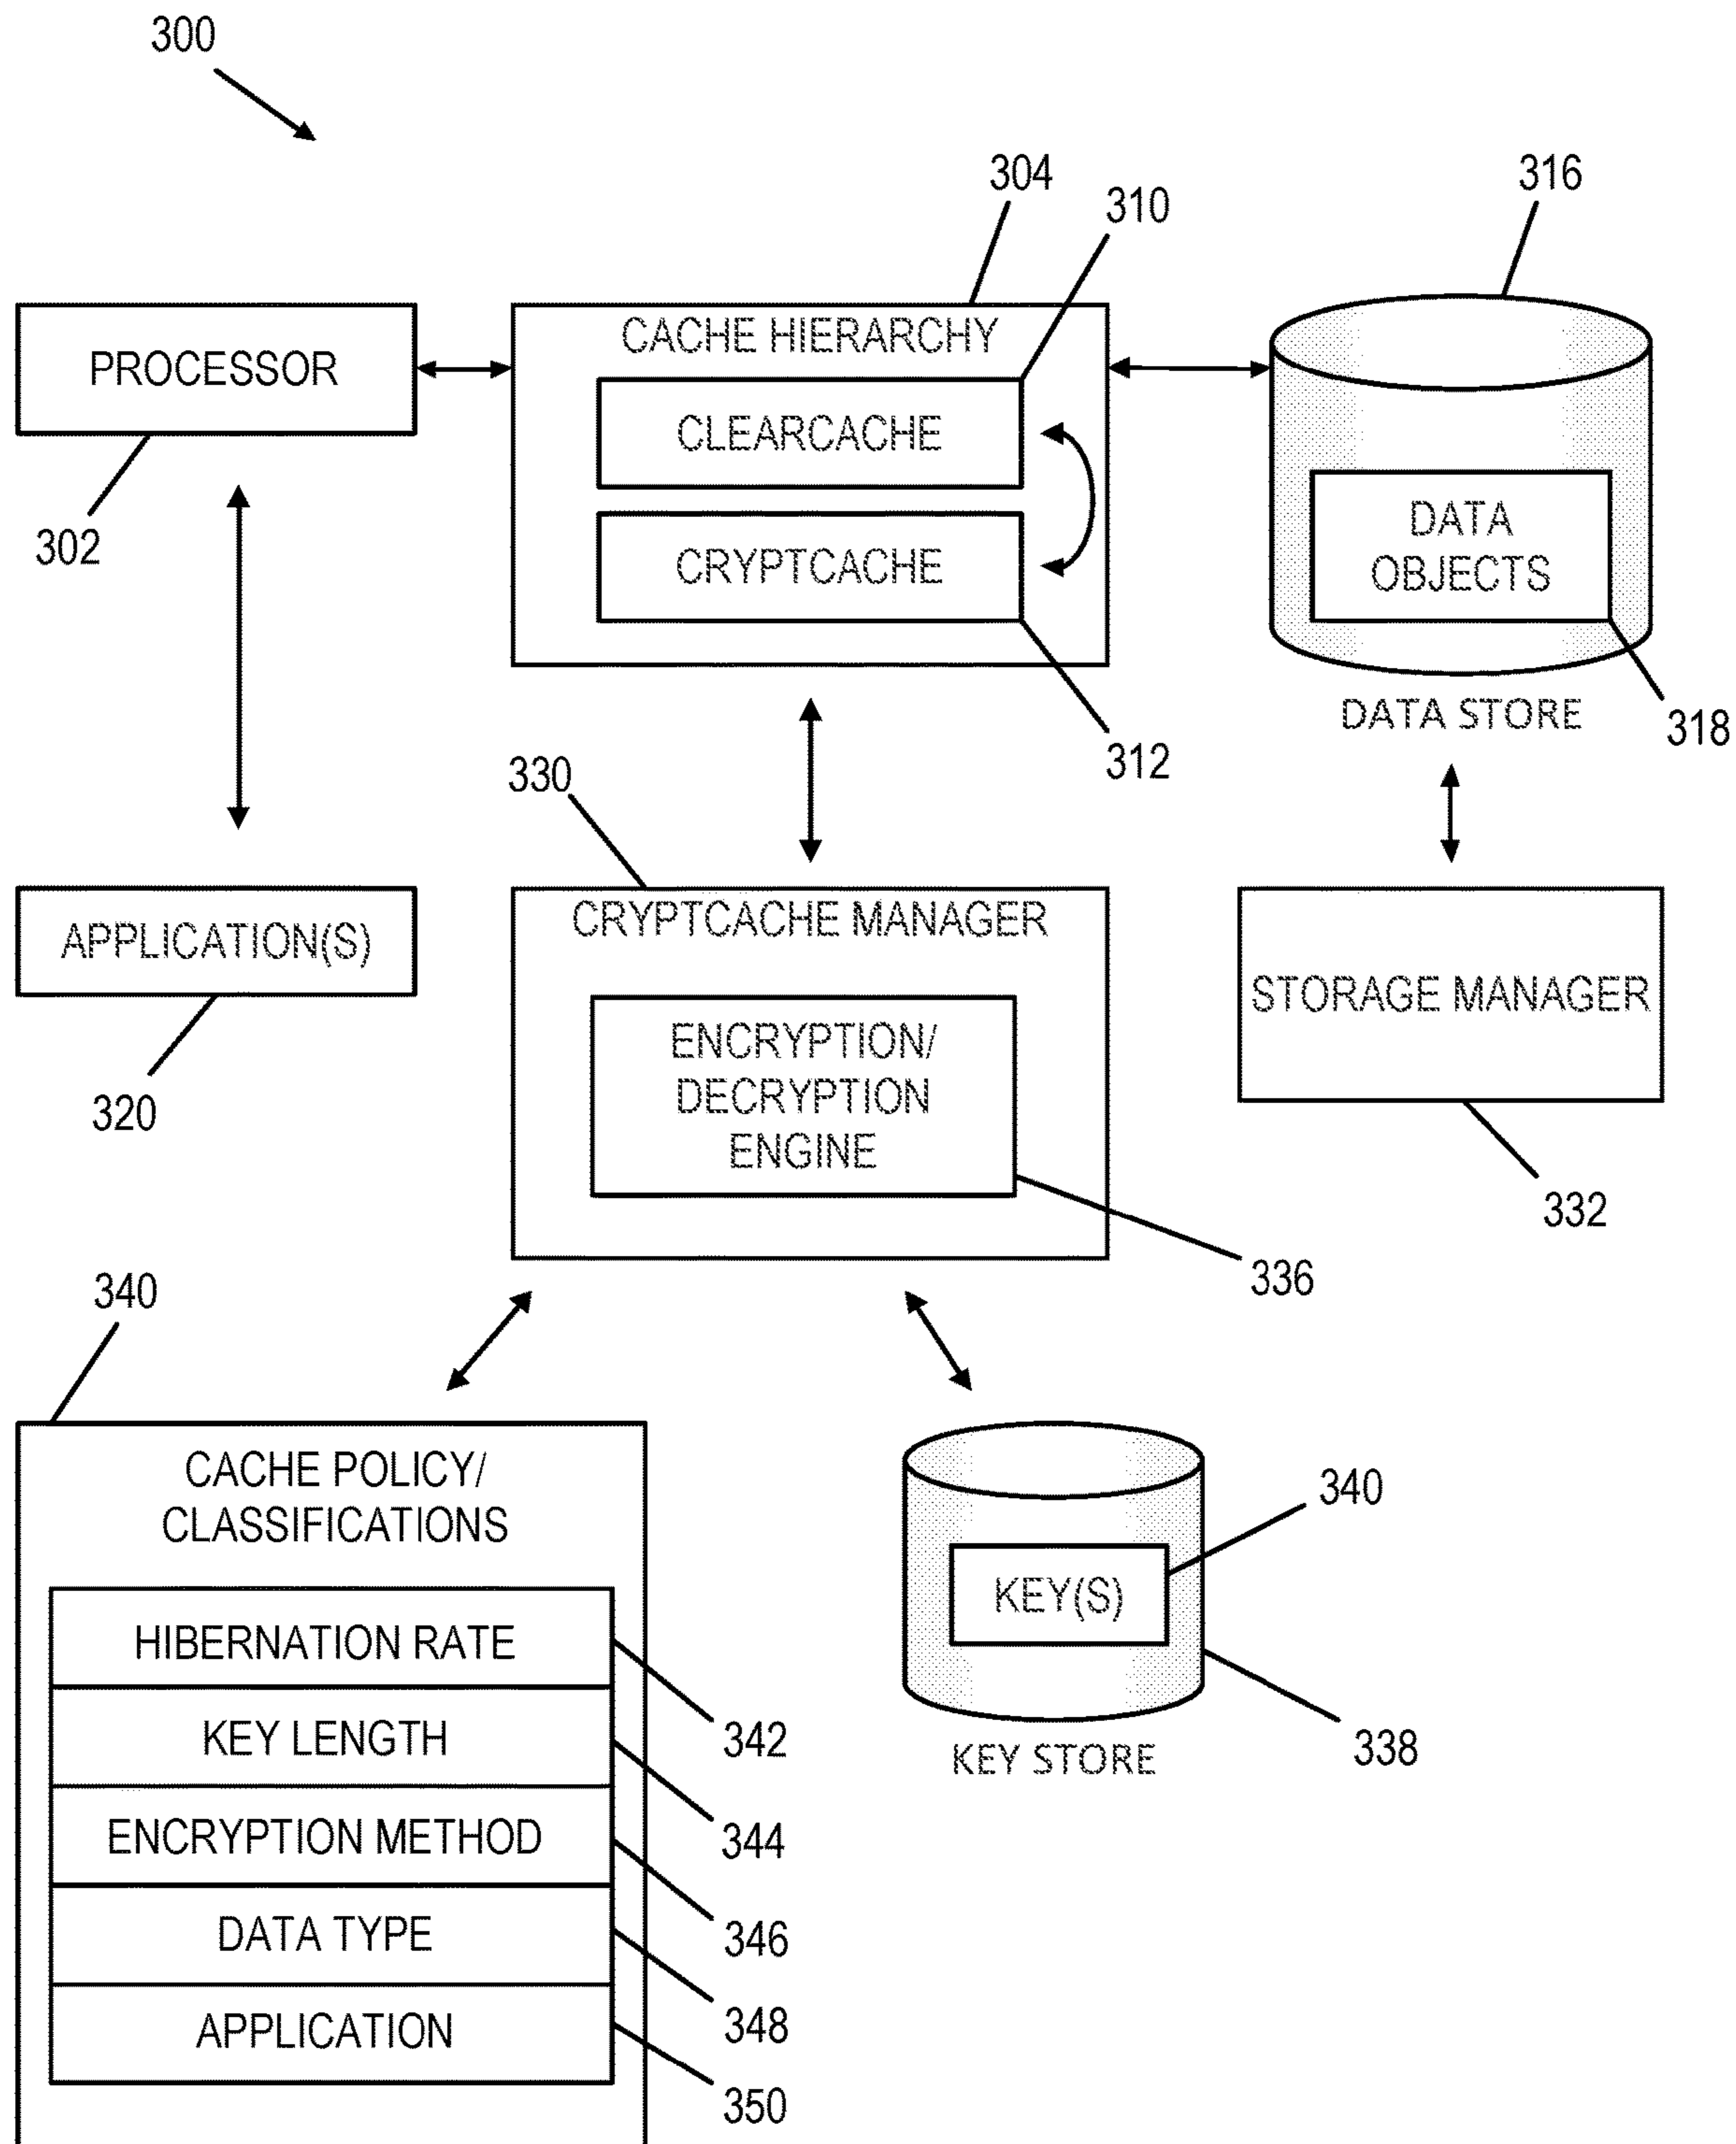 300
304
316
310
CACHE HIERARCHY
PROCESSOR
CLEARCACHE
302
CRYPTCACHE
DATA
OBJECTS
DATA STORE
318
312
330
APPLICATION(S)
CRYPTCACHE MANAGER
STORAGE MANAGER
ENCRYPTION/
DECRYPTION
ENGINE
320
332
336
340
CACHE POLICY/
CLASSIFICATIONS
340
KEY(S)
HIBERNATION RATE
342
338
KEY STORE
KEY LENGTH
344
ENCRYPTION METHOD
346
DATA TYPE
348
APPLICATION
350